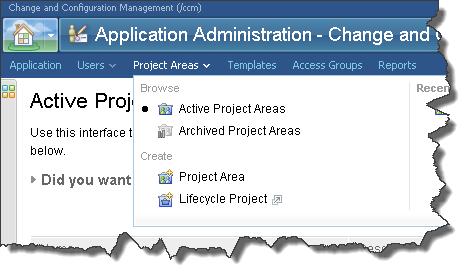 Change and Configuration Management (/ccm)
Application Administration - Change and
Application Users Project Areas Templates Access Groups Reports
Browse
Active Project Areas
Archived Project Areas
Create
Project Area
Lifecycle Project
Recen
Active Proj
Use this interface t
below.
Did you want